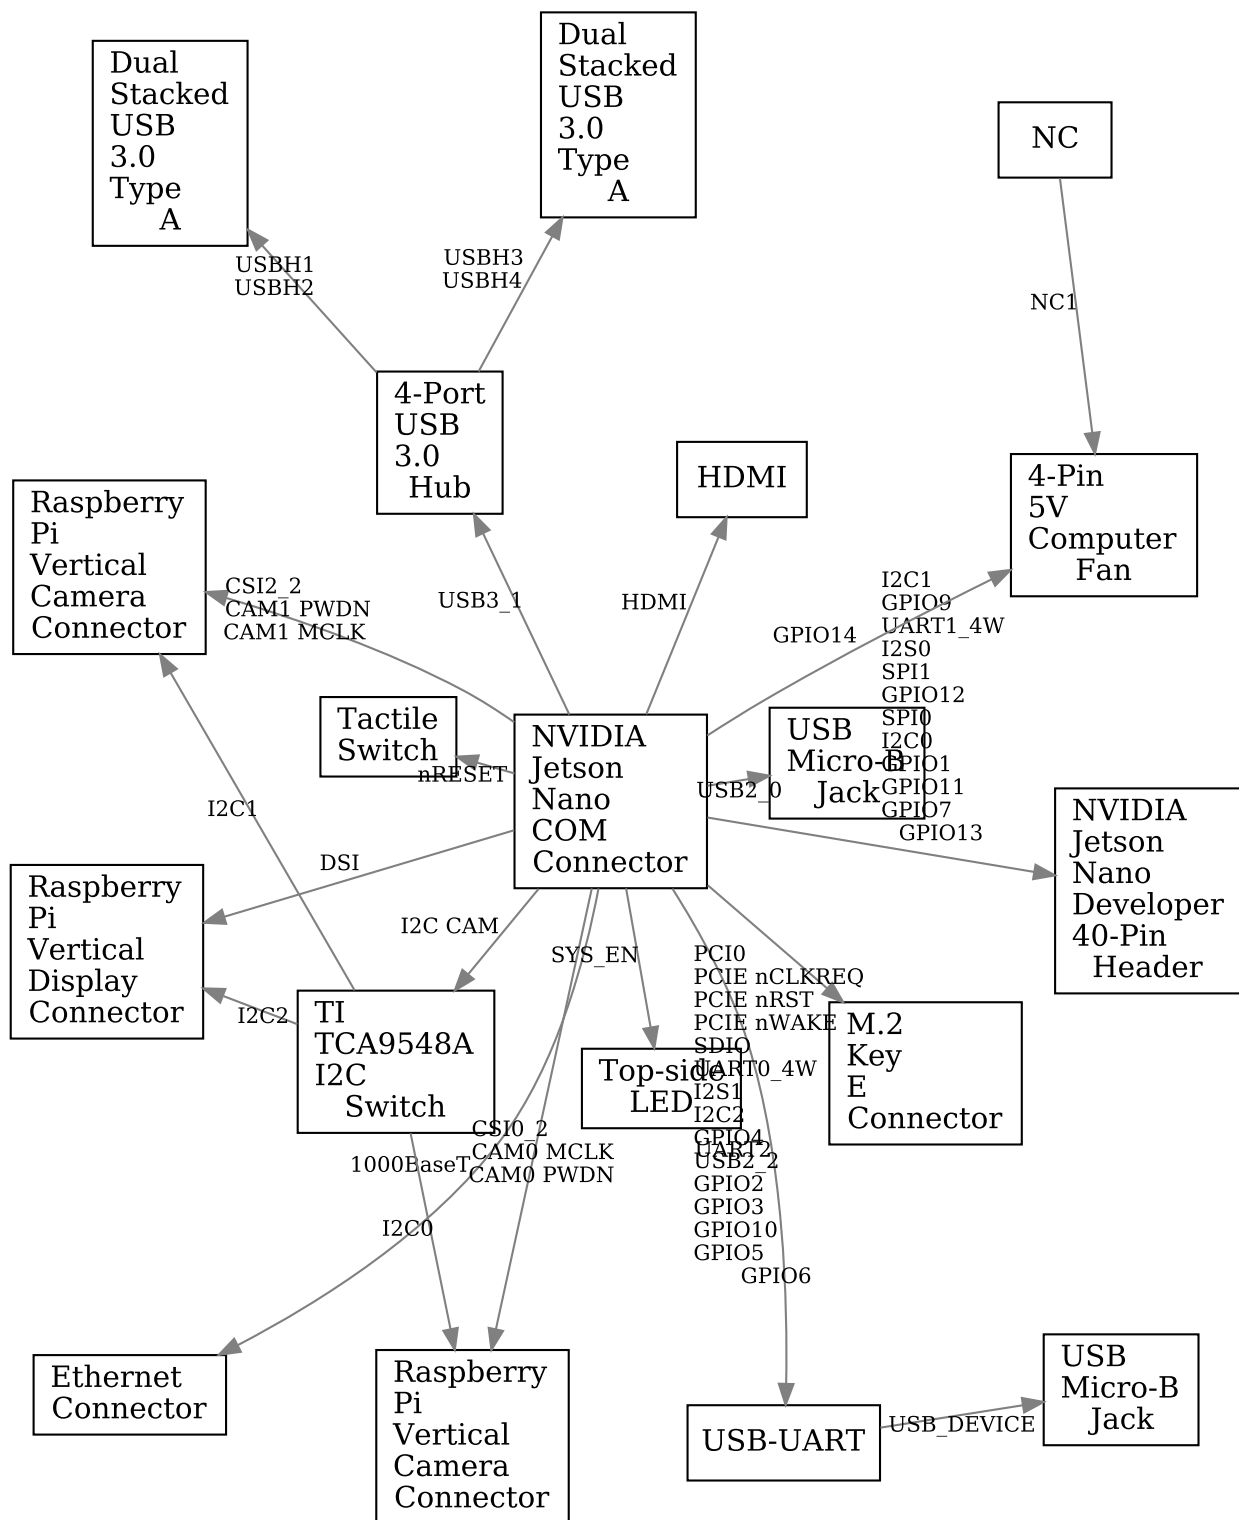 Dual
Stacked
USB
3.0
Type
A
Dual
Stacked
USB
3.0
Type
A
NC
USBH1
USBH2
USBH3
USBH4
NC1
4-Port
USB
3.0
Hub
HDMI
4-Pin
5V
Computer
Fan
Raspberry
Pi
Vertical
Camera
Connector
CSI2_2
CAM1 PWDN
CAM1 MCLK
USB3_1
HDMI
GPIO14
I2C1
GPIO9
UART1_4W
I2S0
SPI1
GPIO12
SPI0
I2C0
GPIO1
GPIO11
GPIO7
GPIO13
Tactile
Switch
nRESET
NVIDIA
Jetson
Nano
COM
Connector
USB2_0
USB
Micro-B
Jack
NVIDIA
Jetson
Nano
Developer
40-Pin
Header
I2C1
DSI
Raspberry
Pi
Vertical
Display
Connector
I2C CAM
I2C2
TI
TCA9548A
I2C
Switch
SYS_EN
Top-side
LED
PCI0
PCIE nCLKREQ
PCIE nRST
PCIE nWAKE
SDIO
UART0_4W
I2S1
I2C2
GPIO4
USB2_2
GPIO2
GPIO3
GPIO10
GPIO5
GPIO6
UART2
M.2
Key
E
Connector
1000BaseT
CSI0_2
CAM0 MCLK
CAM0 PWDN
I2C0
Ethernet
Connector
Raspberry
Pi
Vertical
Camera
Connector
USB-UART
USB_DEVICE
USB
Micro-B
Jack